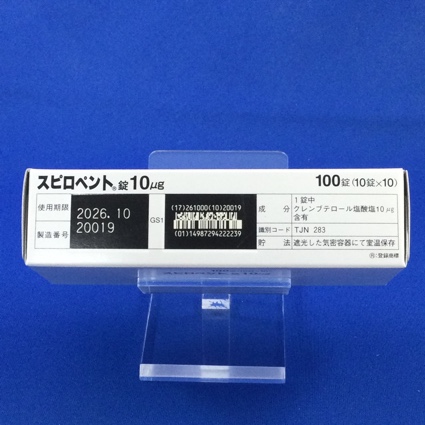 スピロペント®錠10μg
100錠(10錠×10)
使用期限 2026.10
製造番号 20019
GS1
(17)261000(10)20019
(01)14987294222239
成分 1錠中
クレンブテロール塩酸塩10μg
含有
識別コード TJN 283
貯法 遮光した気密容器にて室温保存
®:登録商標